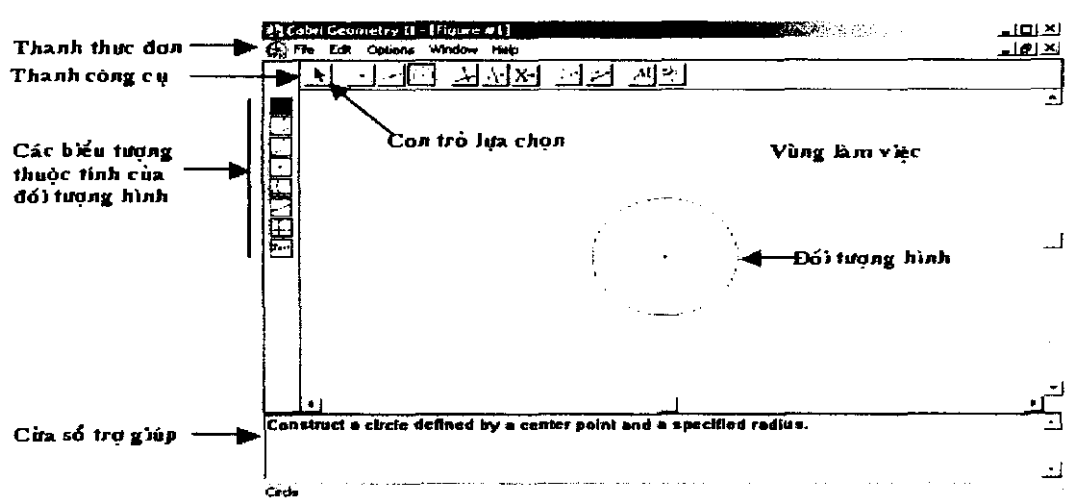 Cabri Geometry II - [Figure #1]
Thanh thực đơn
File Edit Options Window Help
Thanh công cụ
Con trỏ lựa chọn
Vùng làm việc
Các biểu tượng
thuộc tính của
đối tượng hình
Đối tượng hình
Cửa sổ trợ giúp
Construct a circle defined by a center point and a specified radius.
Circle